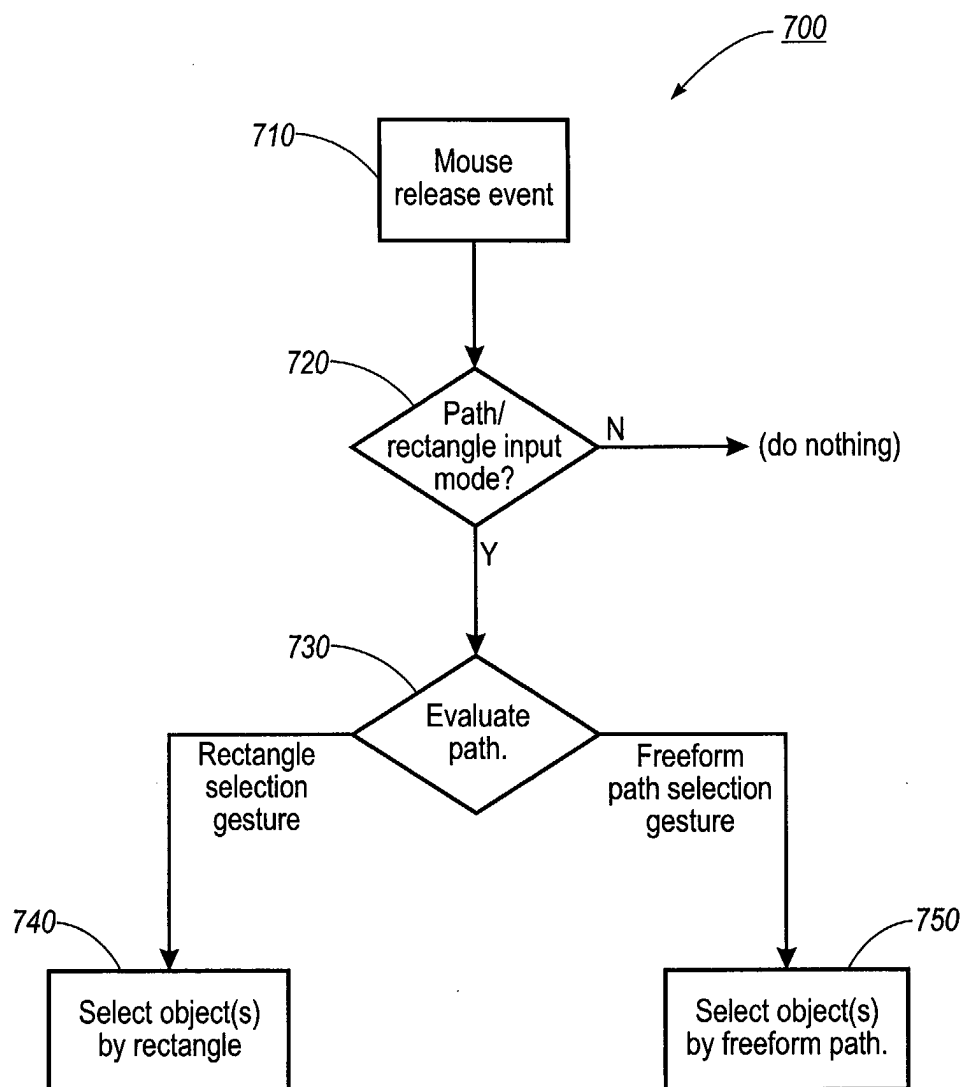 700
710
Mouse
release event
720
Path/
rectangle input
mode?
N
(do nothing)
Y
730
Evaluate
path.
Rectangle
selection
gesture
Freeform
path selection
gesture
740
Select object(s)
by rectangle
750
Select object(s)
by freeform path.